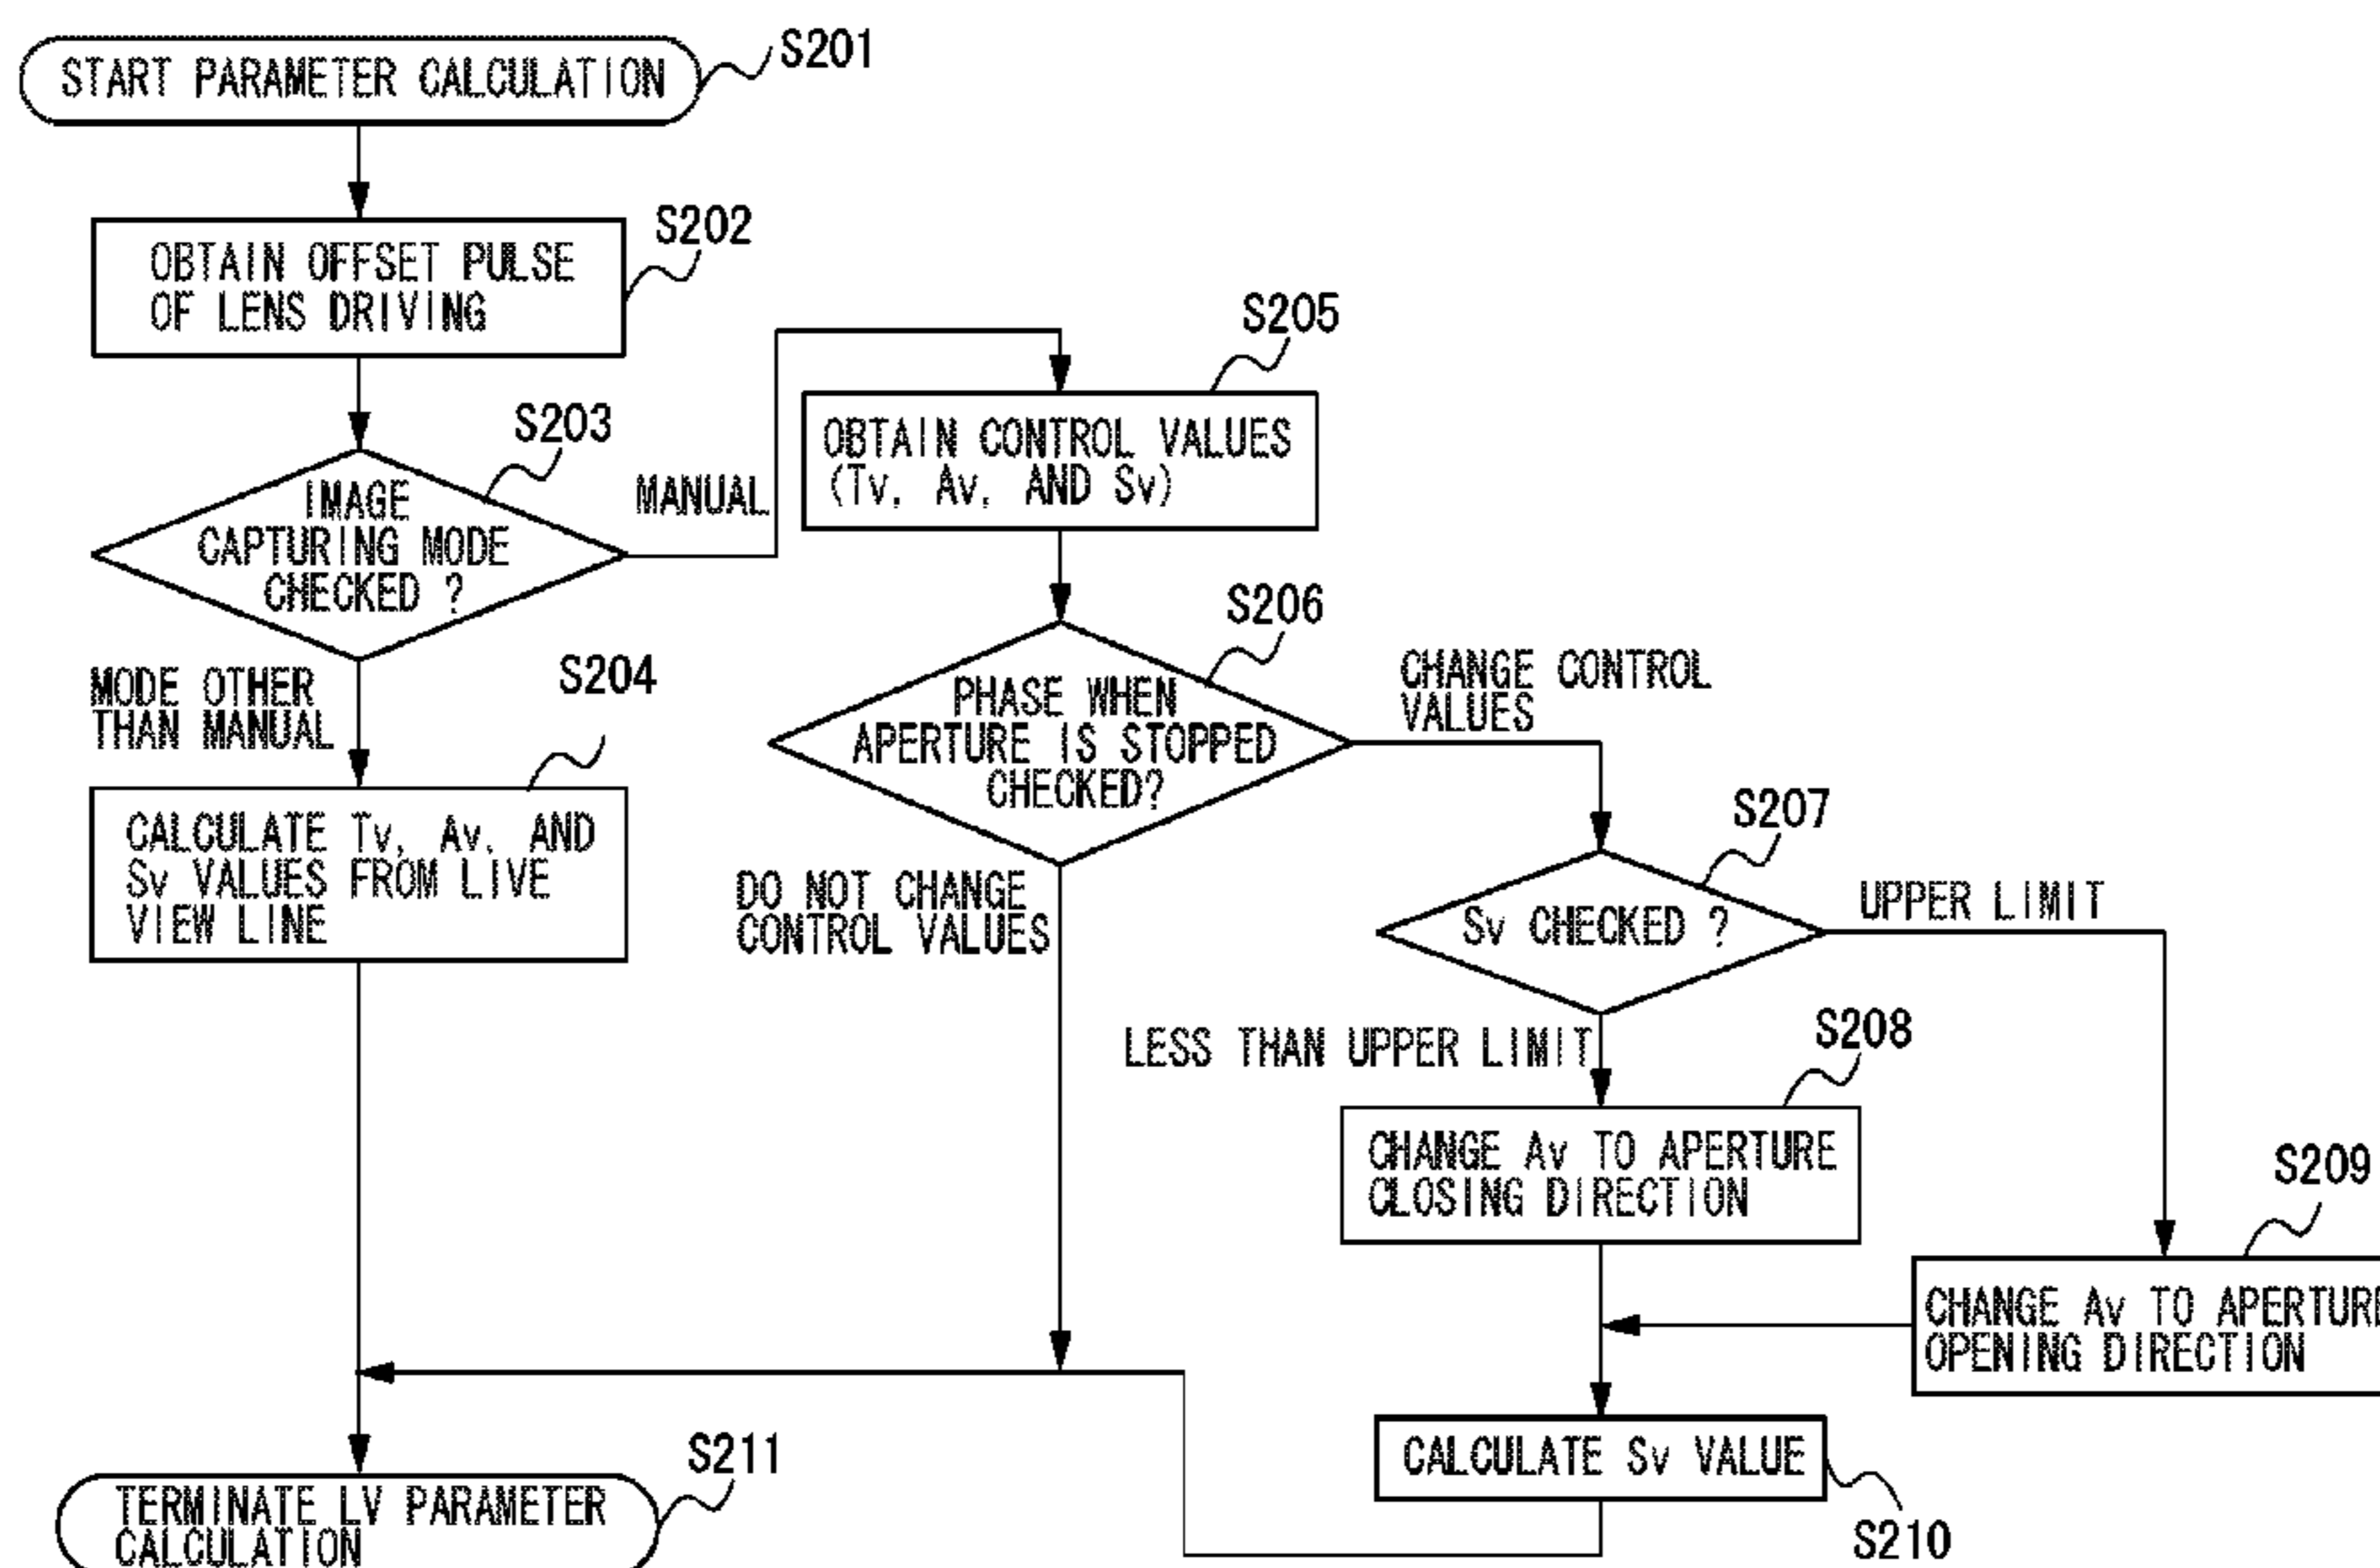 START PARAMETER CALCULATION
S201
OBTAIN OFFSET PULSE
OF LENS DRIVING
S202
IMAGE
CAPTURING MODE
CHECKED ?
S203
MANUAL
MODE OTHER
THAN MANUAL
S204
CALCULATE Tv, Av, AND
Sv VALUES FROM LIVE
VIEW LINE
S205
OBTAIN CONTROL VALUES
(Tv, Av, AND Sv)
S206
PHASE WHEN
APERTURE IS STOPPED
CHECKED?
CHANGE CONTROL
VALUES
DO NOT CHANGE
CONTROL VALUES
S207
Sv CHECKED ?
UPPER LIMIT
LESS THAN UPPER LIMIT
S208
CHANGE Av TO APERTURE
CLOSING DIRECTION
S209
CHANGE Av TO APERTURE
OPENING DIRECTION
CALCULATE Sv VALUE
S210
S211
TERMINATE LV PARAMETER
CALCULATION